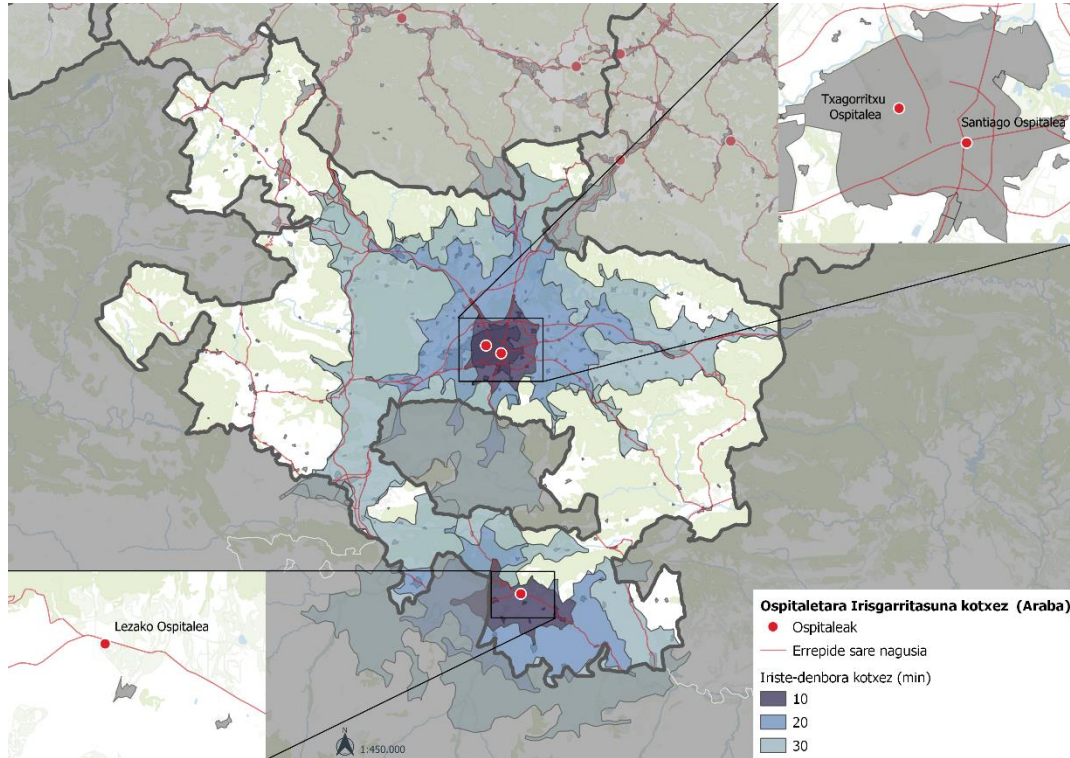 Txagorritxu
Ospitalea
Santiago Ospitalea
Lezako Ospitalea
N
1:450.000
Ospitaletara Irisgarritasuna kotxez (Araba)
Ospitaleak
Errepide sare nagusia
Iriste-denbora kotxez (min)
10
20
30